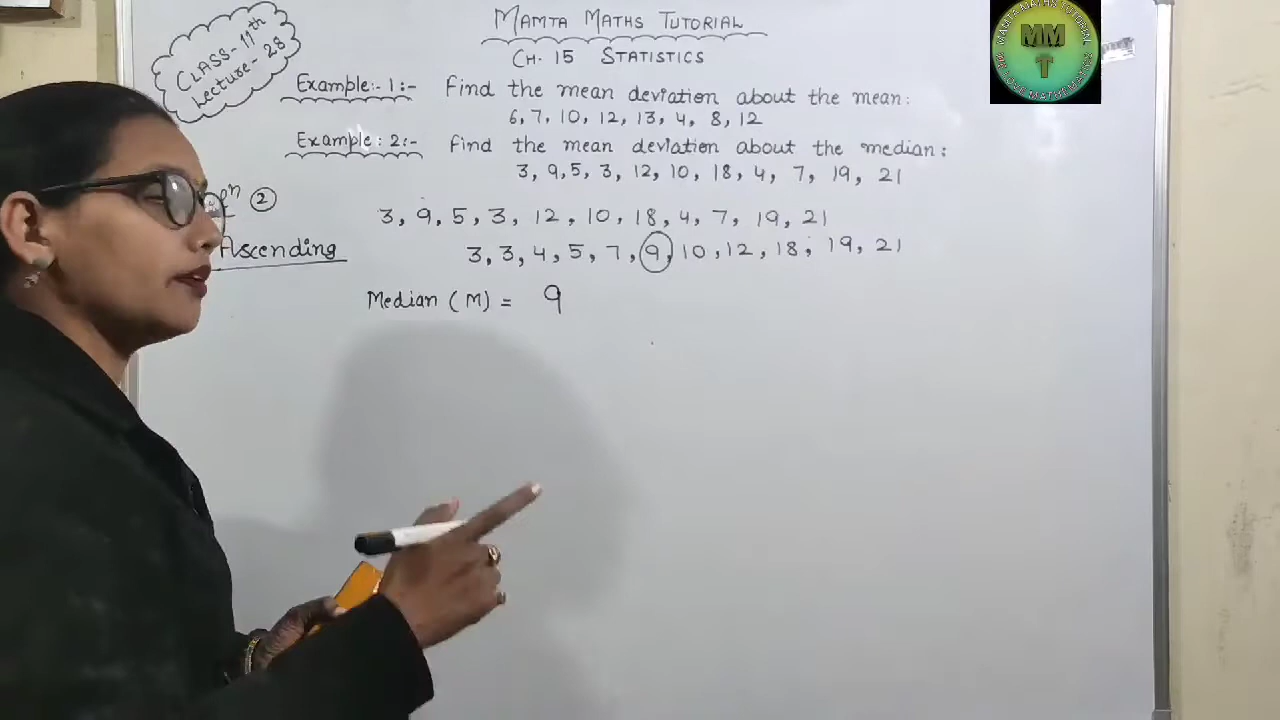 MAMTA MATHS TUTORIAL
CH. 15 STATISTICS
CLASS - 11th
Lecture - 28
Example:- 1:- Find the mean deviation about the mean:
6, 7, 10, 12, 13, 4, 8, 12
Example: 2:- Find the mean deviation about the median:
3, 9, 5, 3, 12, 10, 18, 4, 7, 19, 21
②
3, 9, 5, 3, 12, 10, 18, 4, 7, 19, 21
Ascending
3, 3, 4, 5, 7, 9, 10, 12, 18, 19, 21
Median (M) = 9
MAMTA MATHS TUTORIAL
MM
T